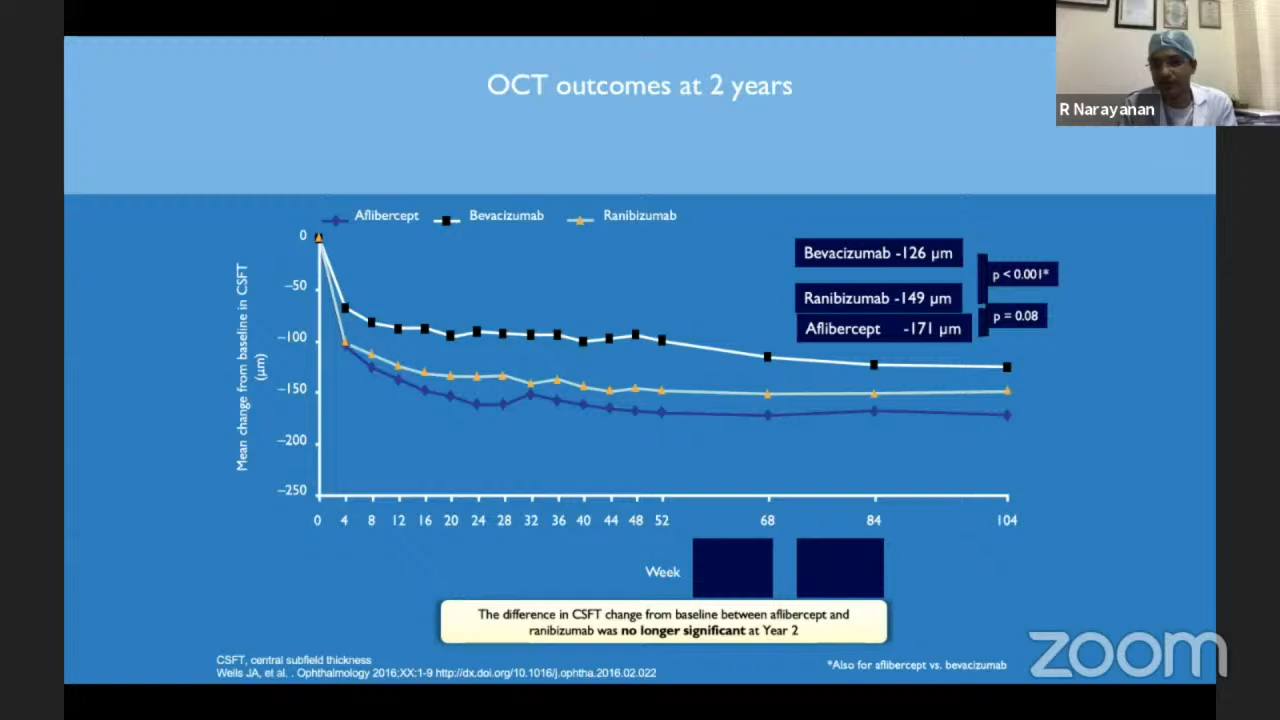 OCT outcomes at 2 years
R Narayanan
Aflibercept Bevacizumab Ranibizumab
Mean change from baseline in CSFT
(µm)
0
–50
–100
–150
–200
–250
Bevacizumab -126 µm
Ranibizumab -149 µm
Aflibercept -171 µm
p < 0.001*
p = 0.08
0 4 8 12 16 20 24 28 32 36 40 44 48 52 68 84 104
Week
The difference in CSFT change from baseline between aflibercept and
ranibizumab was no longer significant at Year 2
CSFT, central subfield thickness
Wells JA, et al. . Ophthalmology 2016;XX:1-9 http://dx.doi.org/10.1016/j.ophtha.2016.02.022
*Also for aflibercept vs. bevacizumab
zoom